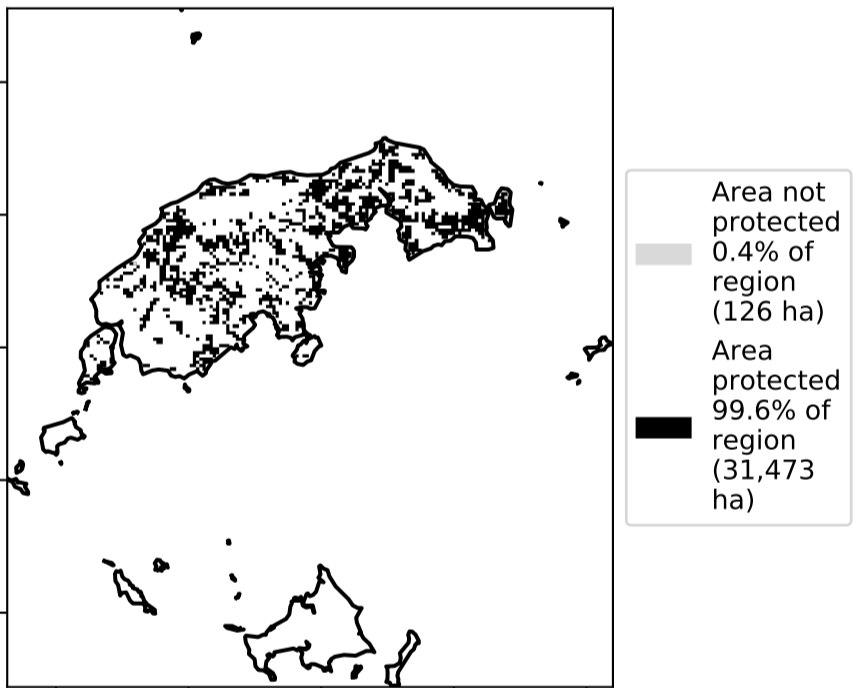 Area not
protected
0.4% of
region
(126 ha)
Area
protected
99.6% of
region
(31,473
ha)